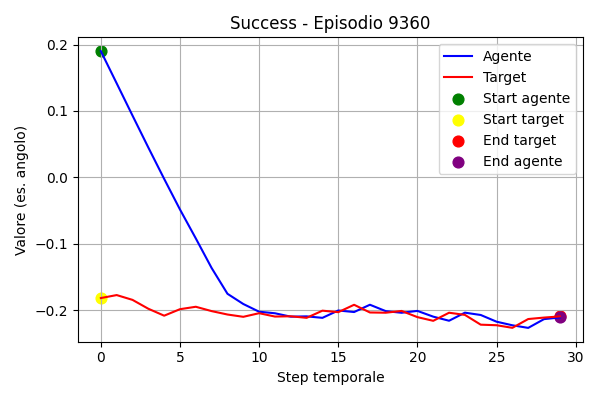 Success - Episodio 9360
Valore (es. angolo)
0.2
0.1
0.0
−0.1
−0.2
Agente
Target
Start agente
Start target
End target
End agente
0 5 10 15 20 25 30
Step temporale